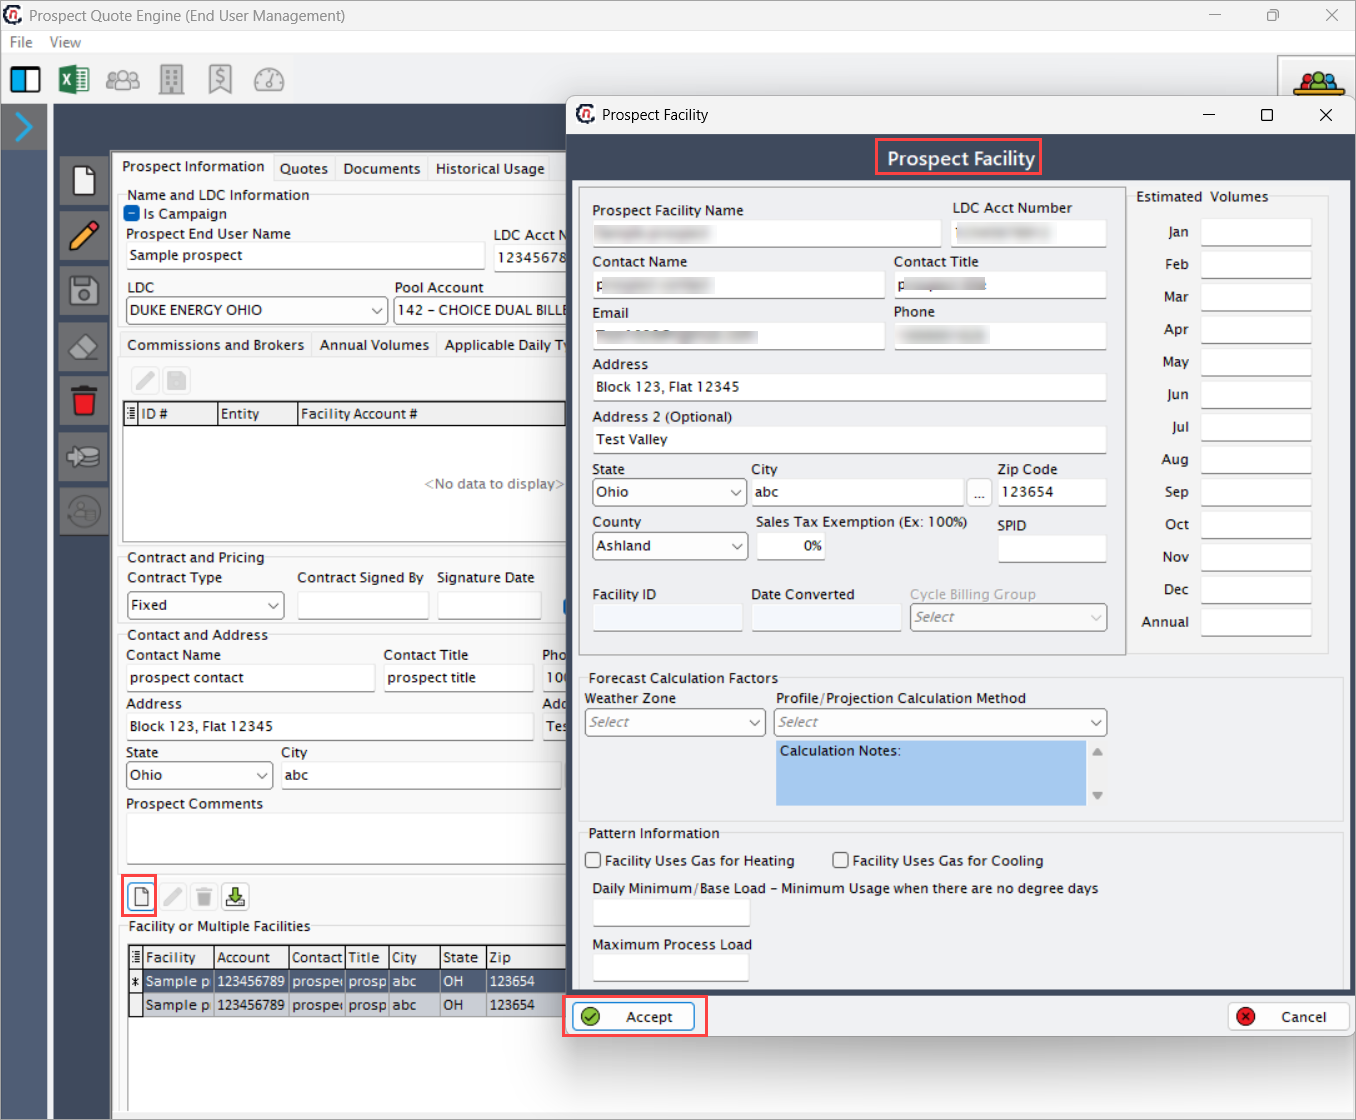 Prospect Quote Engine (End User Management)
File View
Prospect Facility
Prospect Facility
Prospect Information Quotes Documents Historical Usage
Name and LDC Information
Is Campaign
Prospect End User Name LDC Acct N
Sample prospect 12345678
LDC Pool Account
DUKE ENERGY OHIO 142 - CHOICE DUAL BILLE
Commissions and Brokers Annual Volumes Applicable Daily Ty
ID # Entity Facility Account #
<No data to display>
Contract and Pricing
Contract Type Contract Signed By Signature Date
Fixed
Contact and Address
Contact Name Contact Title Pho
prospect contact prospect title 100
Address Add
Block 123, Flat 12345 Tes
State City
Ohio abc
Prospect Comments
Facility or Multiple Facilities
Facility Account Contact Title City State Zip
* Sample p 123456789 prospec prosp abc OH 123654
Sample p 123456789 prospec prosp abc OH 123654
Prospect Facility Name LDC Acct Number
Contact Name Contact Title
Email Phone
Address
Block 123, Flat 12345
Address 2 (Optional)
Test Valley
State City Zip Code
Ohio abc ... 123654
County Sales Tax Exemption (Ex: 100%) SPID
Ashland 0%
Facility ID Date Converted Cycle Billing Group
Select
Estimated Volumes
Jan
Feb
Mar
Apr
May
Jun
Jul
Aug
Sep
Oct
Nov
Dec
Annual
Forecast Calculation Factors
Weather Zone Profile/Projection Calculation Method
Select Select
Calculation Notes:
Pattern Information
Facility Uses Gas for Heating Facility Uses Gas for Cooling
Daily Minimum/Base Load - Minimum Usage when there are no degree days
Maximum Process Load
Accept Cancel